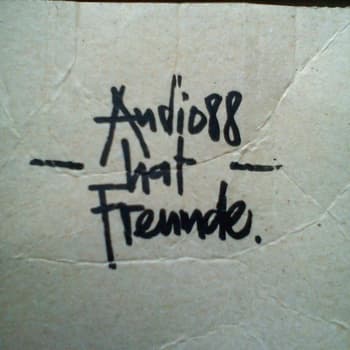 Audio88
- hat -
Freunde.